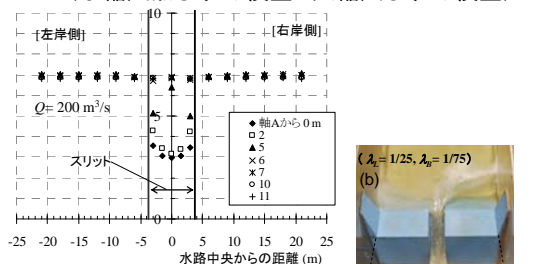 10
[左岸側]
[右岸側]
Q= 200 m³/s
5
◆ 軸Aから0 m
□ 2
▲ 5
× 6
＊ 7
○ 10
+ 11
スリット
0
-25 -20 -15 -10 -5 0 5 10 15 20 25
水路中央からの距離 (m)
( λL = 1/25, λB = 1/75)
(b)